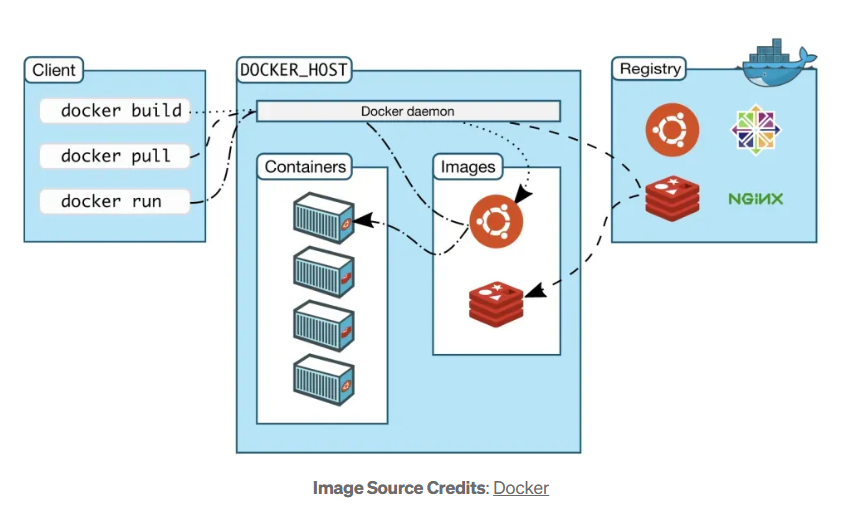 Client
docker build
docker pull
docker run
DOCKER_HOST
Docker daemon
Containers
Images
Registry
NGINX
Image Source Credits: Docker